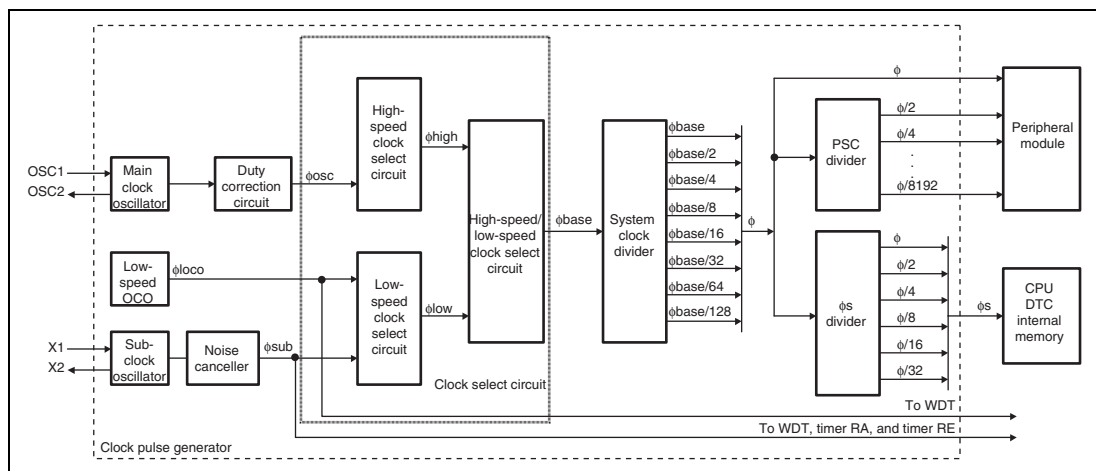 OSC1
OSC2
Main
clock
oscillator
Duty
correction
circuit
ϕosc
High-
speed
clock
select
circuit
ϕhigh
Low-
speed
OCO
ϕloco
X1
X2
Sub-
clock
oscillator
Noise
canceller
ϕsub
Low-
speed
clock
select
circuit
ϕlow
High-speed/
low-speed
clock select
circuit
Clock select circuit
ϕbase
System
clock
divider
ϕbase
ϕbase/2
ϕbase/4
ϕbase/8
ϕbase/16
ϕbase/32
ϕbase/64
ϕbase/128
ϕ
ϕ
PSC
divider
ϕ/2
ϕ/4
.
.
.
ϕ/8192
Peripheral
module
ϕs
divider
ϕ
ϕ/2
ϕ/4
ϕ/8
ϕ/16
ϕ/32
ϕs
CPU
DTC
internal
memory
To WDT
To WDT, timer RA, and timer RE
Clock pulse generator